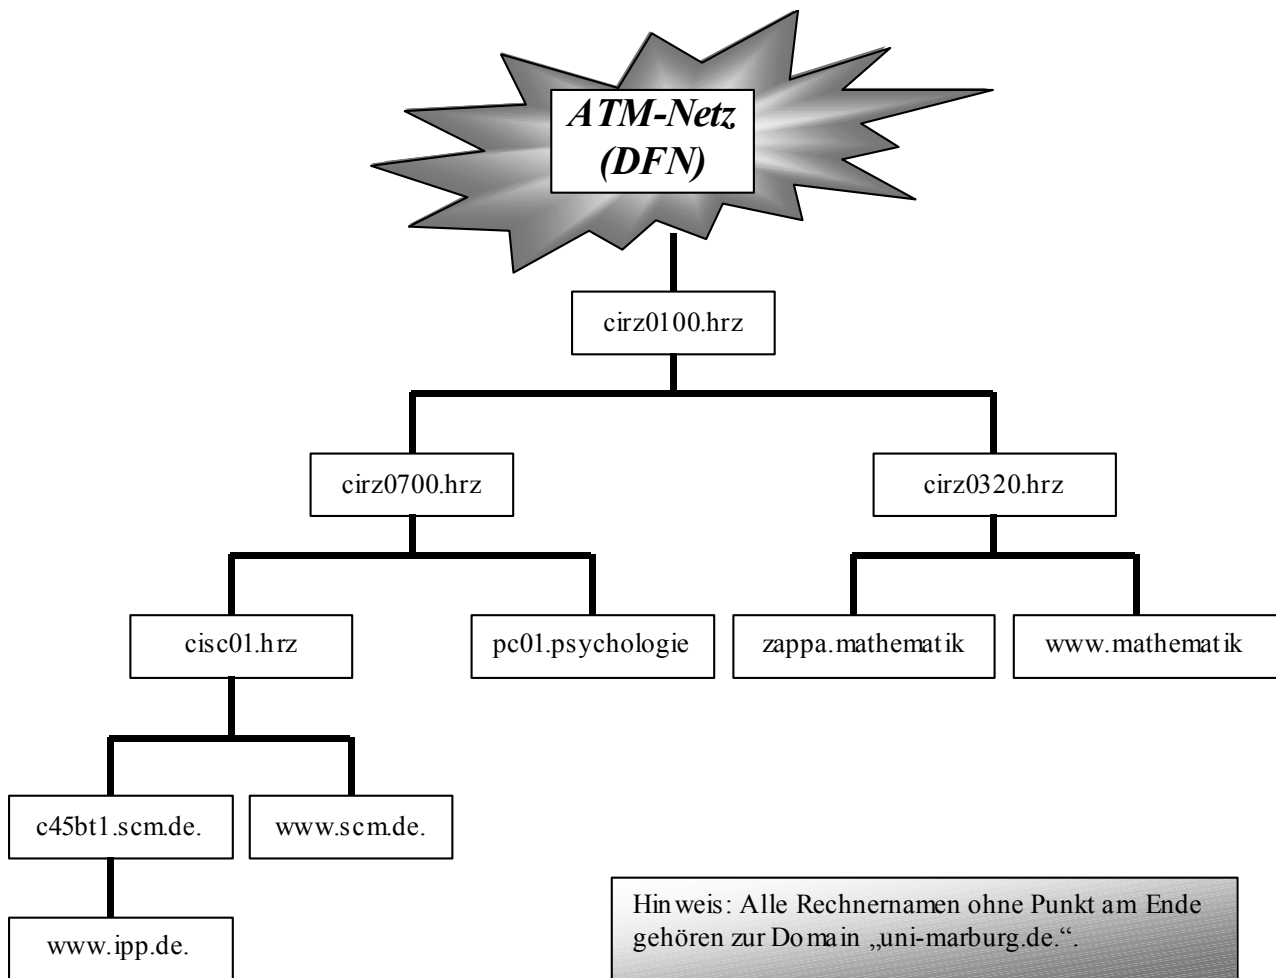 ATM-Netz
(DFN)
cirz0100.hrz
cirz0700.hrz
cirz0320.hrz
cisc01.hrz
pc01.psychologie
zappa.mathematik
www.mathematik
c45bt1.scm.de.
www.scm.de.
www.ipp.de.
Hinweis: Alle Rechnernamen ohne Punkt am Ende
gehören zur Domain „uni-marburg.de.“.